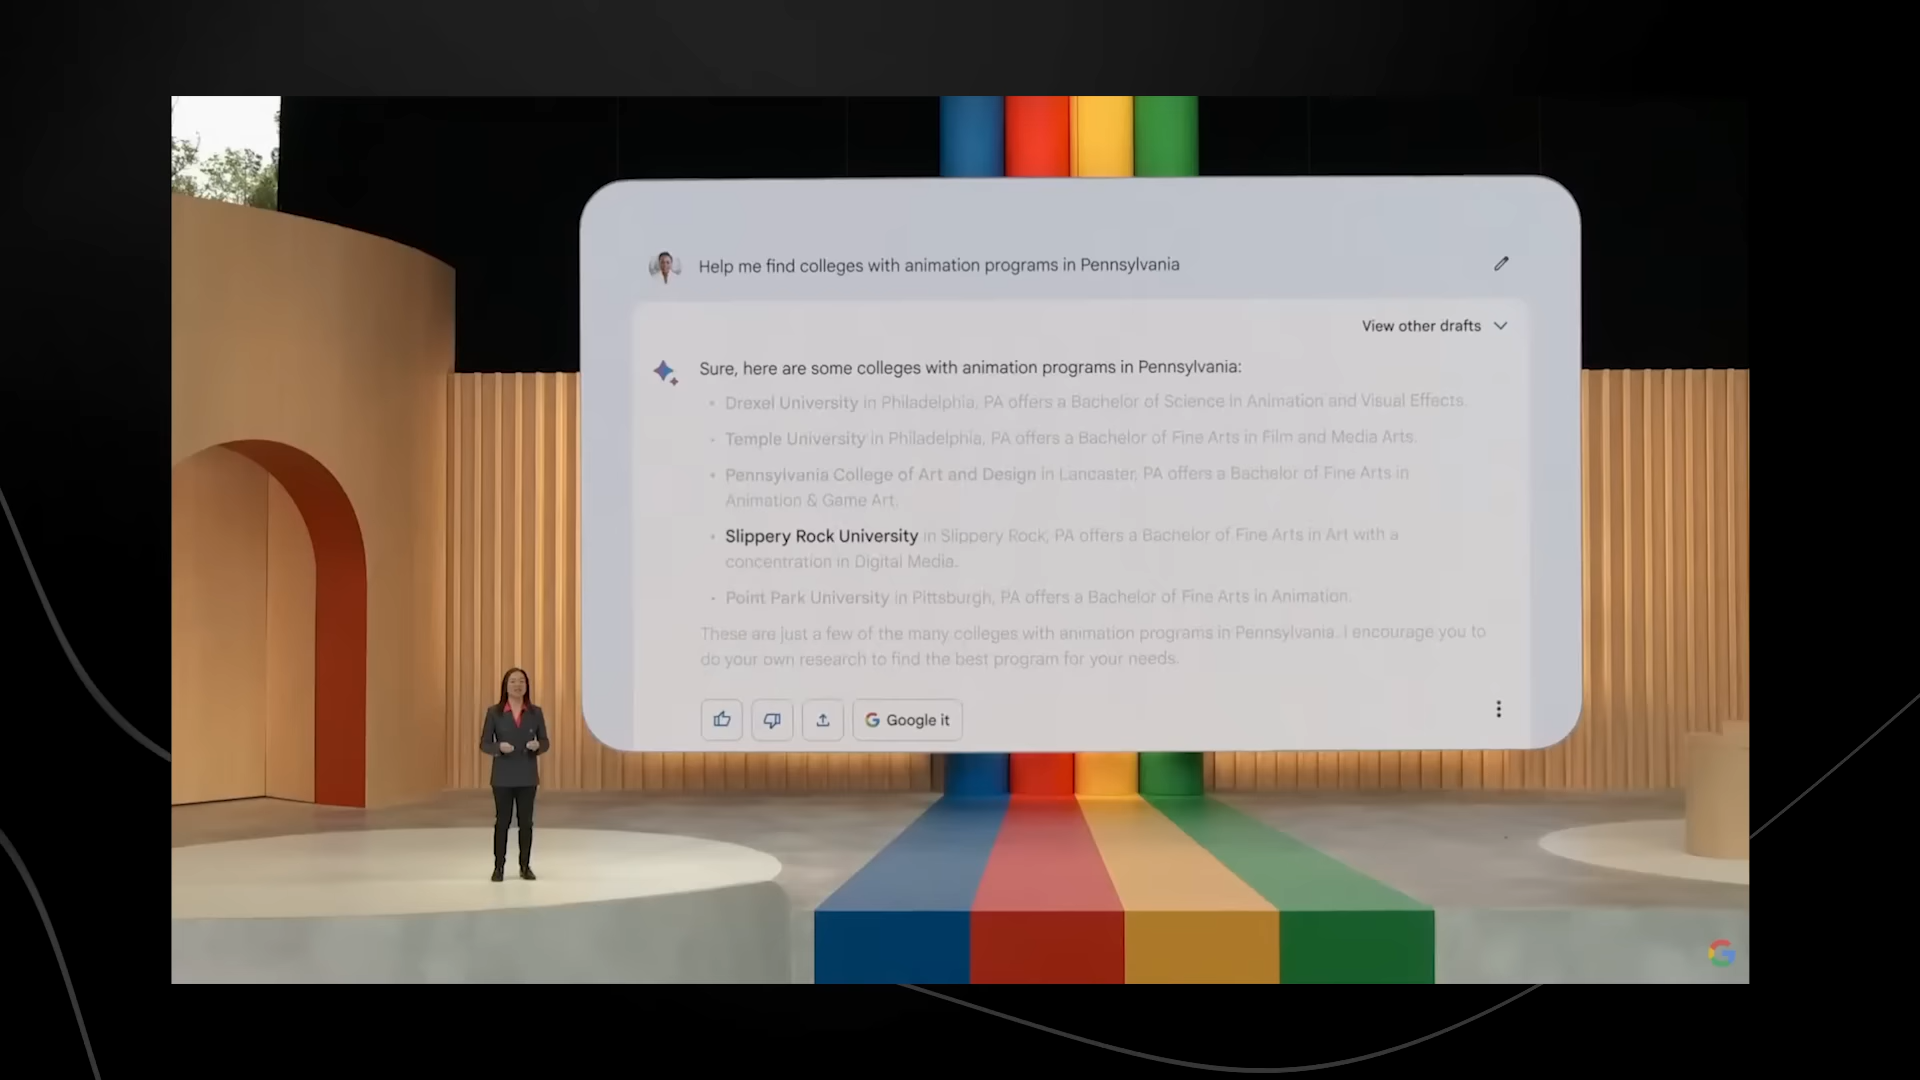 Help me find colleges with animation programs in Pennsylvania
View other drafts
Sure, here are some colleges with animation programs in Pennsylvania:
• Drexel University in Philadelphia, PA offers a Bachelor of Science in Animation and Visual Effects.
• Temple University in Philadelphia, PA offers a Bachelor of Fine Arts in Film and Media Arts.
• Pennsylvania College of Art and Design in Lancaster, PA offers a Bachelor of Fine Arts in
Animation & Game Art.
• Slippery Rock University in Slippery Rock, PA offers a Bachelor of Fine Arts in Art with a
concentration in Digital Media.
• Point Park University in Pittsburgh, PA offers a Bachelor of Fine Arts in Animation.
These are just a few of the many colleges with animation programs in Pennsylvania. I encourage you to
do your own research to find the best program for your needs.
Google it